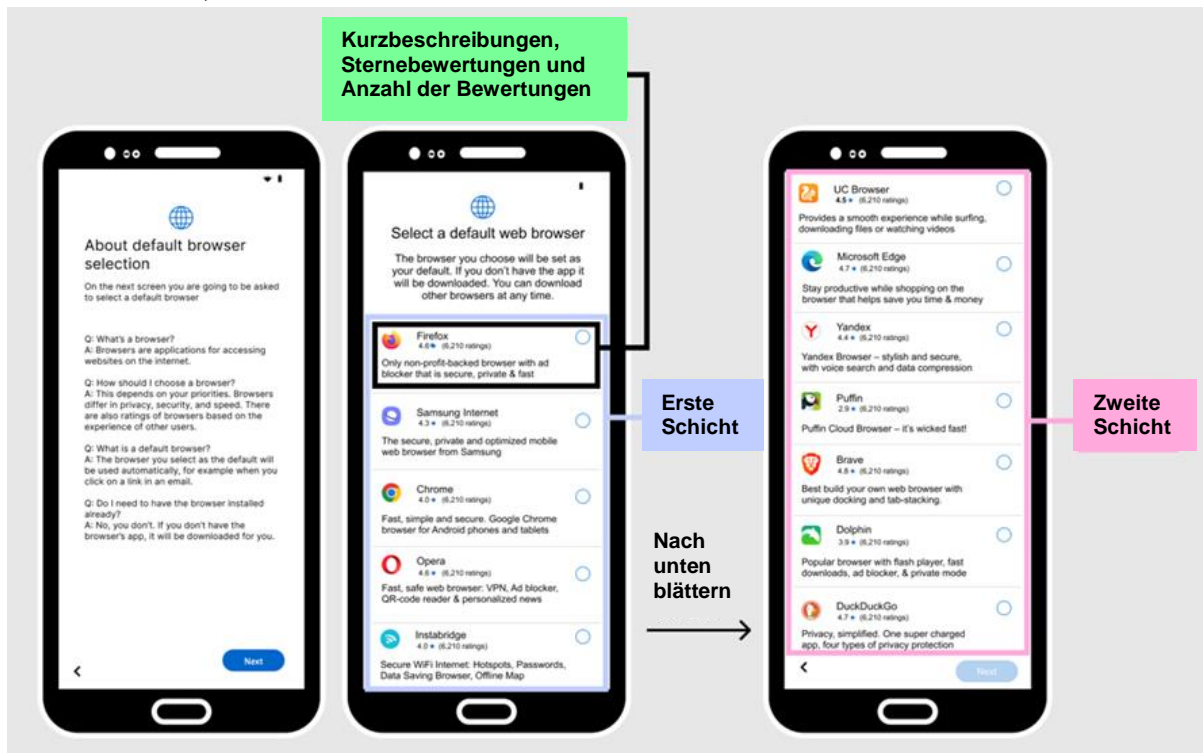 Kurzbeschreibungen,
Sternebewertungen und
Anzahl der Bewertungen
About default browser
selection
On the next screen you are going to be asked
to select a default browser
Q: What's a browser?
A: Browsers are applications for accessing
websites on the internet.
Q: How should I choose a browser?
A: This depends on your priorities. Browsers
differ in privacy, security, and speed. There
are also ratings of browsers based on the
experience of other users.
Q: What is a default browser?
A: The browser you select as the default will
be used automatically, for example when you
click on a link in an email.
Q: Do I need to have the browser installed
already?
A: No, you don't. If you don't have the
browser's app, it will be downloaded for you.
Next
Select a default web browser
The browser you choose will be set as
your default. If you don't have the app it
will be downloaded. You can download
other browsers at any time.
Firefox
4.6★ (6,210 ratings)
Only non-profit-backed browser with ad
blocker that is secure, private & fast
Samsung Internet
4.3 ★ (6,210 ratings)
The secure, private and optimized mobile
web browser from Samsung
Chrome
4.0 ★ (6,210 ratings)
Fast, simple and secure. Google Chrome
browser for Android phones and tablets
Opera
4.6 ★ (6,210 ratings)
Fast, safe web browser: VPN, Ad blocker,
QR-code reader & personalized news
Instabridge
4.0 ★ (6,210 ratings)
Secure WiFi Internet: Hotspots, Passwords,
Data Saving Browser, Offline Map
Erste
Schicht
Nach
unten
blättern
UC Browser
4.5 ★ (6,210 ratings)
Provides a smooth experience while surfing,
downloading files or watching videos
Microsoft Edge
4.7 ★ (6,210 ratings)
Stay productive while shopping on the
browser that helps save you time & money
Yandex
4.4 ★ (6,210 ratings)
Yandex Browser – stylish and secure,
with voice search and data compression
Puffin
2.9 ★ (6,210 ratings)
Puffin Cloud Browser – it's wicked fast!
Brave
4.8 ★ (6,210 ratings)
Best build your own web browser with
unique docking and tab-stacking.
Dolphin
3.9 ★ (6,210 ratings)
Popular browser with flash player, fast
downloads, ad blocker, & private mode
DuckDuckGo
4.7 ★ (6,210 ratings)
Privacy, simplified. One super charged
app, four types of privacy protection
Next
Zweite
Schicht